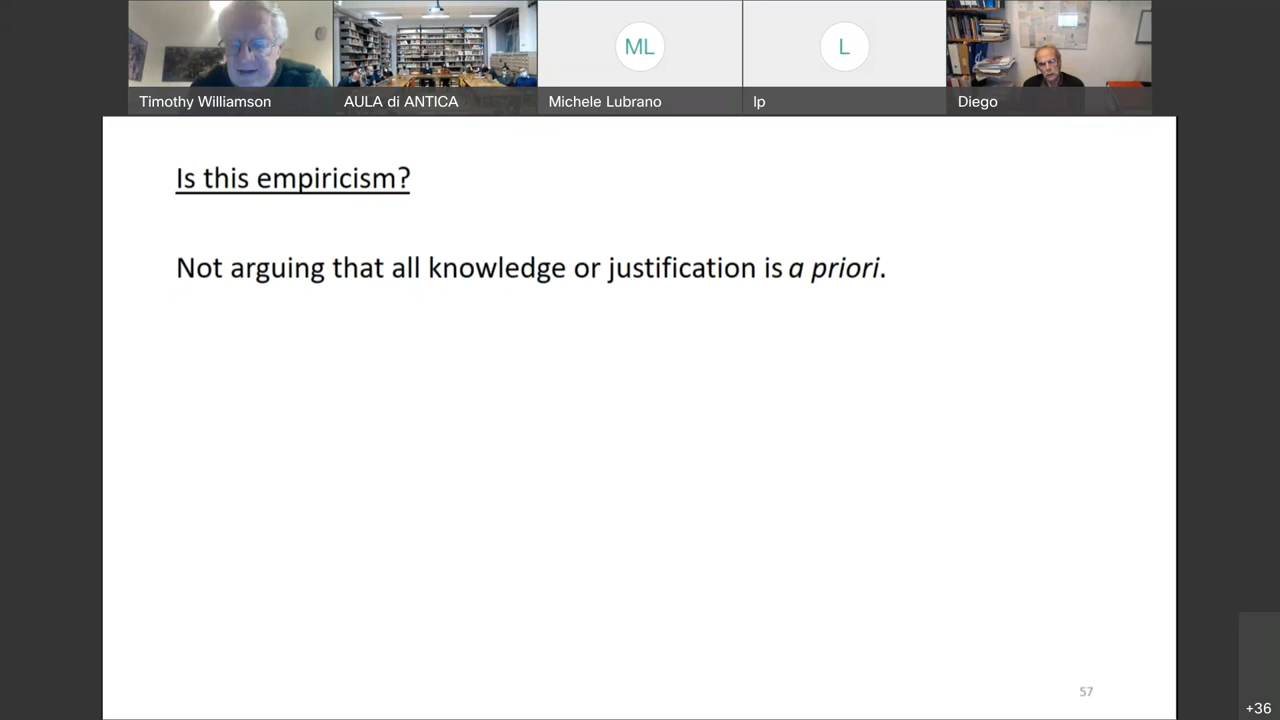 ML
L
Timothy Williamson
AULA di ANTICA
Michele Lubrano
lp
Diego
Is this empiricism?
Not arguing that all knowledge or justification is a priori.
57
+36